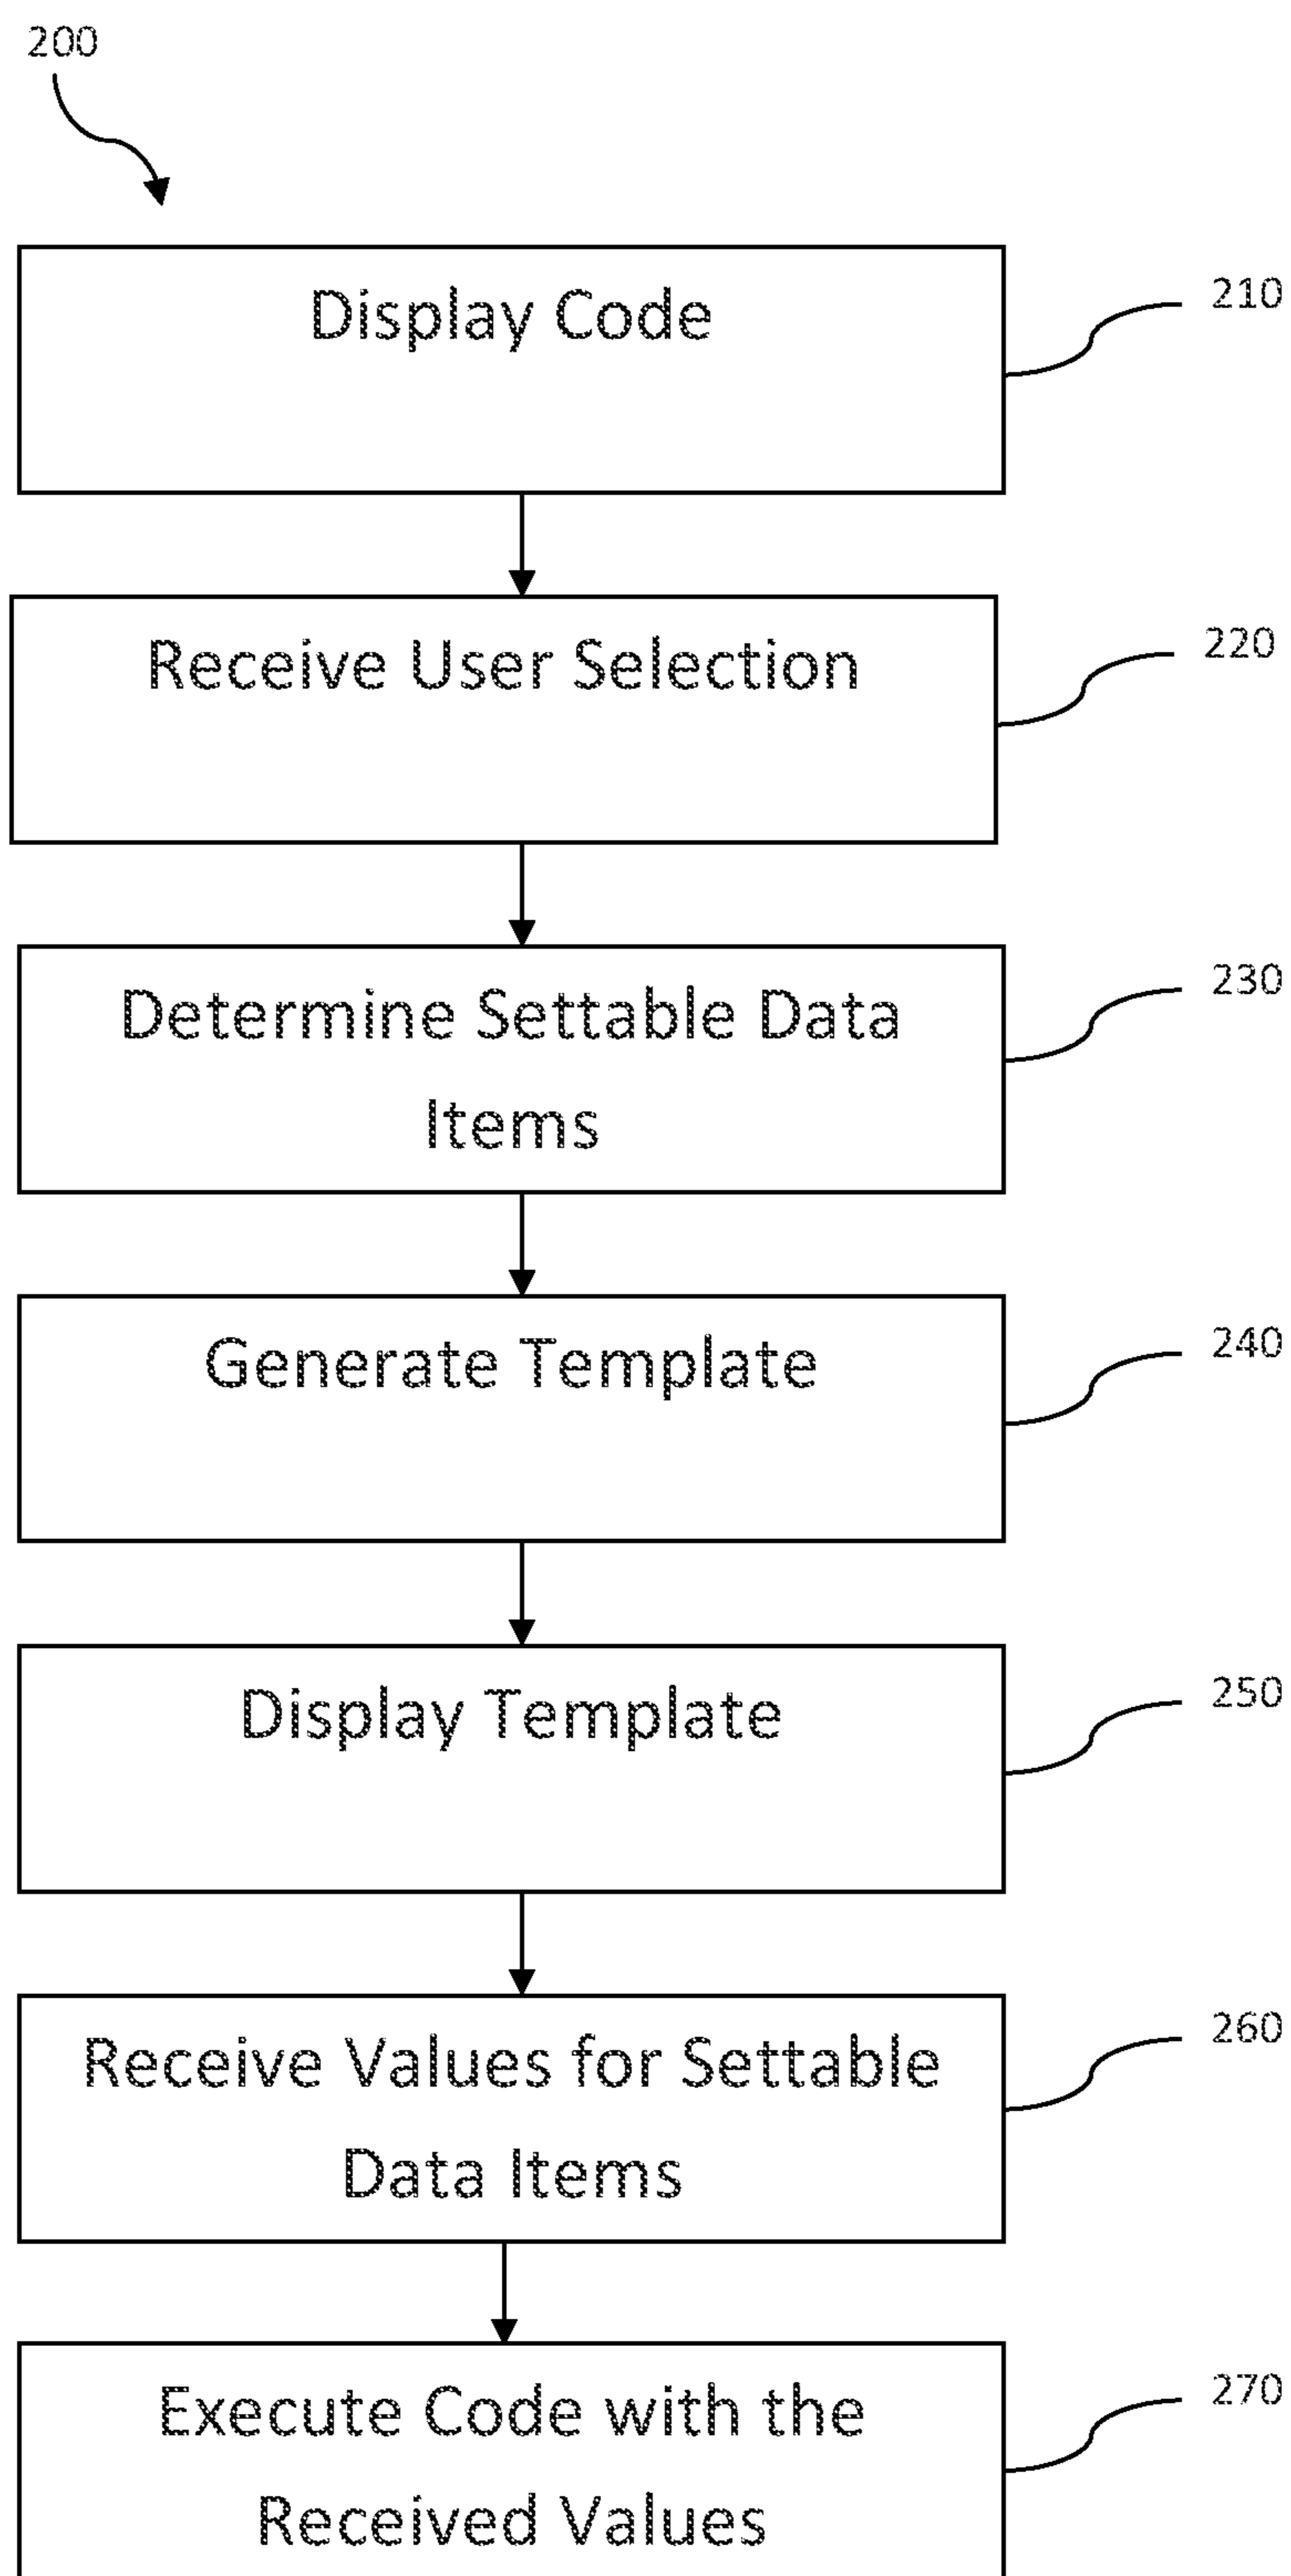 200
Display Code
210
Receive User Selection
220
Determine Settable Data
Items
230
Generate Template
240
Display Template
250
Receive Values for Settable
Data Items
260
Execute Code with the
Received Values
270